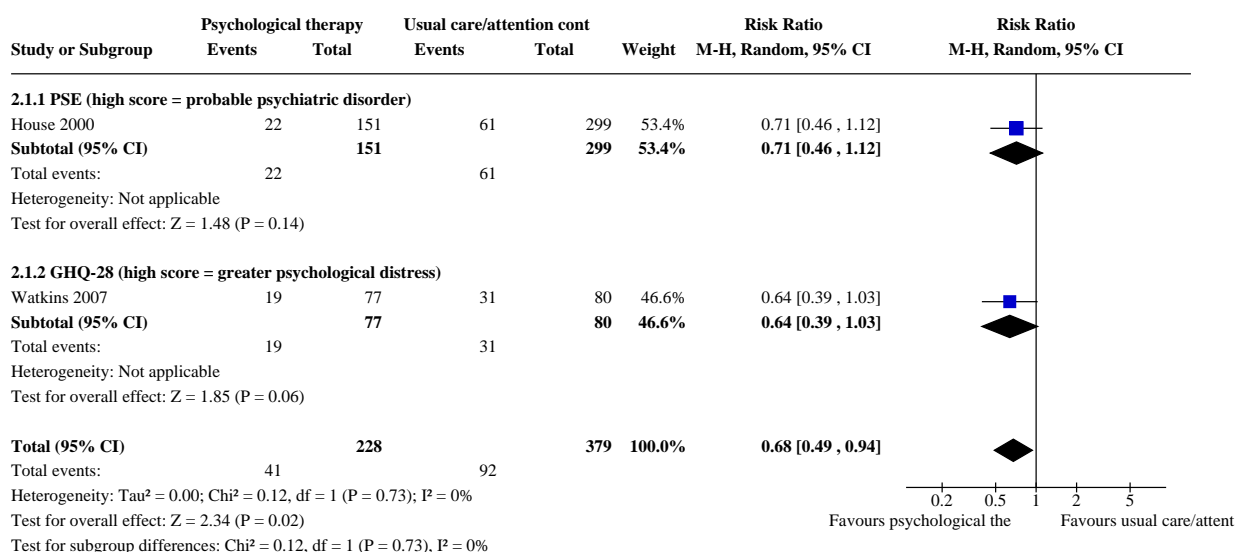 Psychological therapy Usual care/attention cont Risk Ratio Risk Ratio
Study or Subgroup Events Total Events Total Weight M-H, Random, 95% CI M-H, Random, 95% CI
2.1.1 PSE (high score = probable psychiatric disorder)
House 2000 22 151 61 299 53.4% 0.71 [0.46 , 1.12]
Subtotal (95% CI) 151 299 53.4% 0.71 [0.46 , 1.12]
Total events: 22 61
Heterogeneity: Not applicable
Test for overall effect: Z = 1.48 (P = 0.14)
2.1.2 GHQ-28 (high score = greater psychological distress)
Watkins 2007 19 77 31 80 46.6% 0.64 [0.39 , 1.03]
Subtotal (95% CI) 77 80 46.6% 0.64 [0.39 , 1.03]
Total events: 19 31
Heterogeneity: Not applicable
Test for overall effect: Z = 1.85 (P = 0.06)
Total (95% CI) 228 379 100.0% 0.68 [0.49 , 0.94]
Total events: 41 92
Heterogeneity: Tau² = 0.00; Chi² = 0.12, df = 1 (P = 0.73); I² = 0%
0.2 0.5 1 2 5
Test for overall effect: Z = 2.34 (P = 0.02)
Favours psychological the Favours usual care/attent
Test for subgroup differences: Chi² = 0.12, df = 1 (P = 0.73), I² = 0%